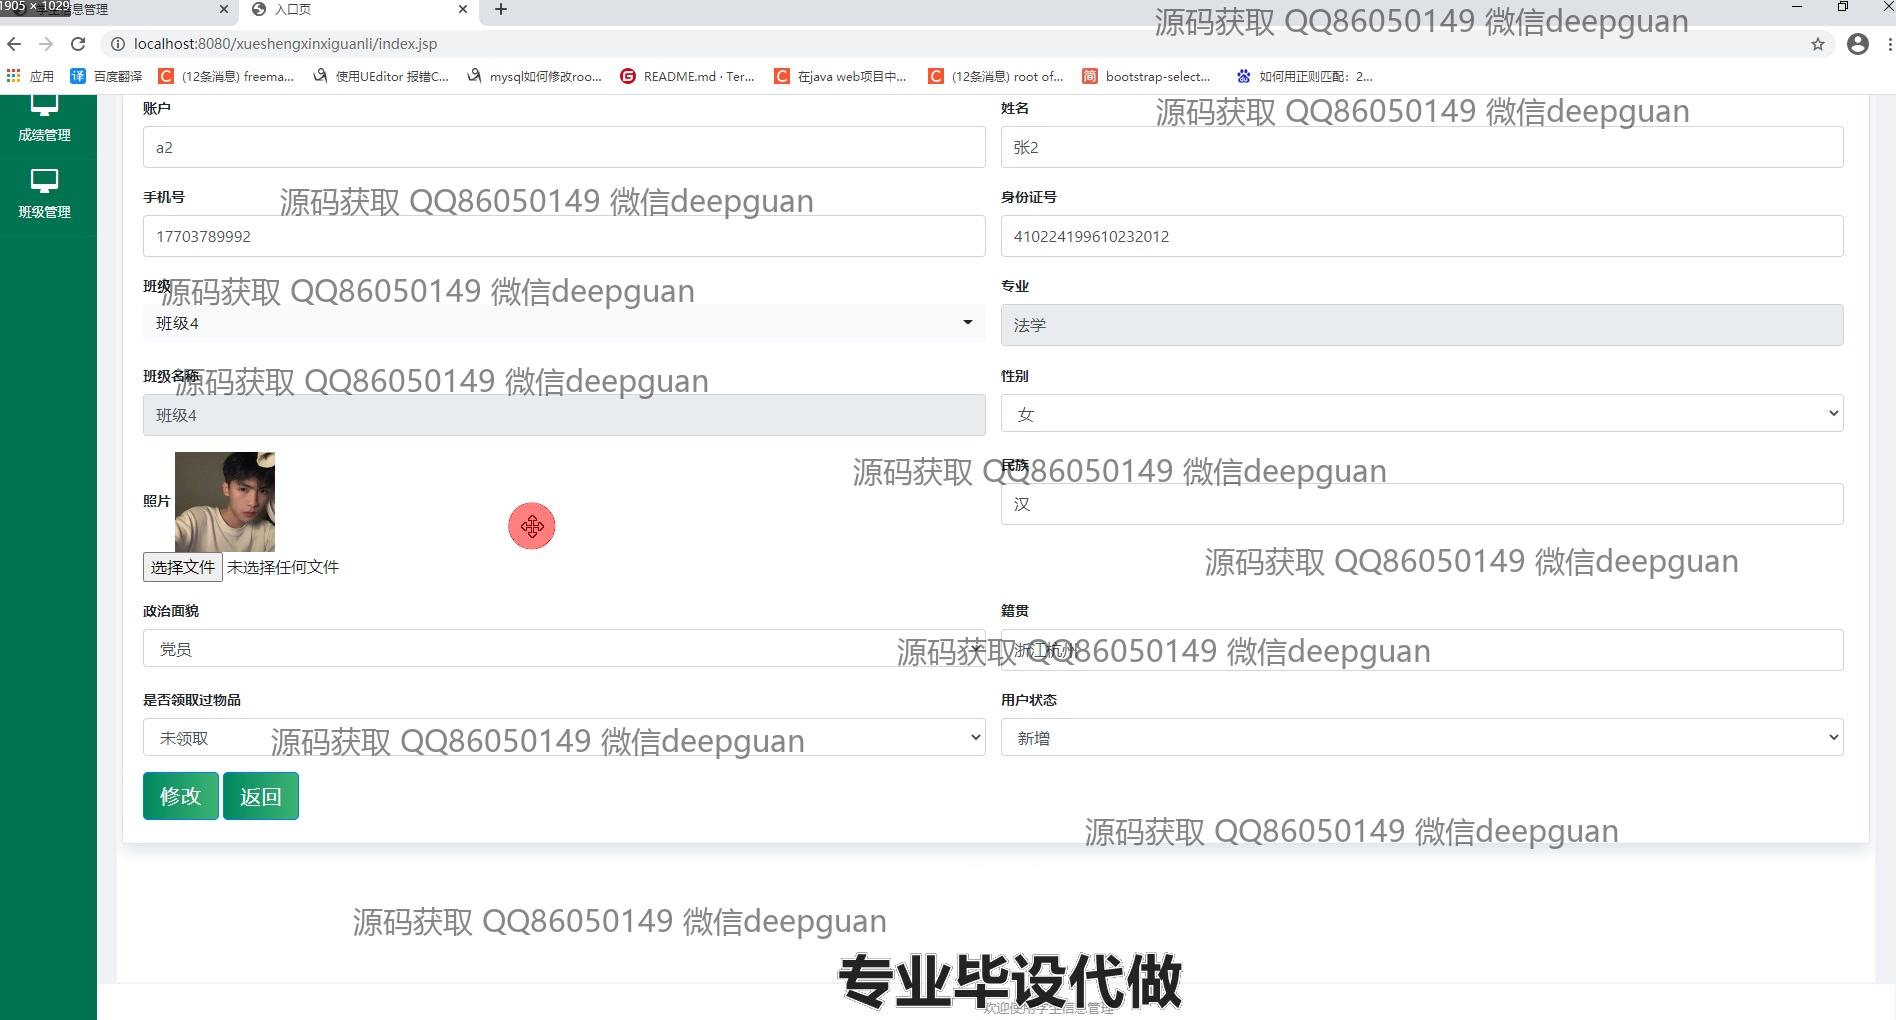 1905 × 1029
学生信息管理
入口页
源码获取 QQ86050149 微信deepguan
localhost:8080/xueshengxinxiguanli/index.jsp
应用
百度翻译
(12条消息) freema...
使用UEditor 报错C...
mysql如何修改roo...
README.md · Ter...
在java web项目中...
(12条消息) root of...
bootstrap-select...
如何用正则匹配：2...
成绩管理
班级管理
账户
姓名
源码获取 QQ86050149 微信deepguan
a2
张2
手机号
身份证号
源码获取 QQ86050149 微信deepguan
17703789992
410224199610232012
班级
专业
源码获取 QQ86050149 微信deepguan
班级4
法学
班级名称
性别
源码获取 QQ86050149 微信deepguan
班级4
女
民族
源码获取 QQ86050149 微信deepguan
照片
汉
选择文件 未选择任何文件
源码获取 QQ86050149 微信deepguan
政治面貌
籍贯
党员
浙江杭州
源码获取 QQ86050149 微信deepguan
是否领取过物品
用户状态
未领取
新增
源码获取 QQ86050149 微信deepguan
修改
返回
源码获取 QQ86050149 微信deepguan
源码获取 QQ86050149 微信deepguan
专业毕设代做
欢迎使用学生信息管理